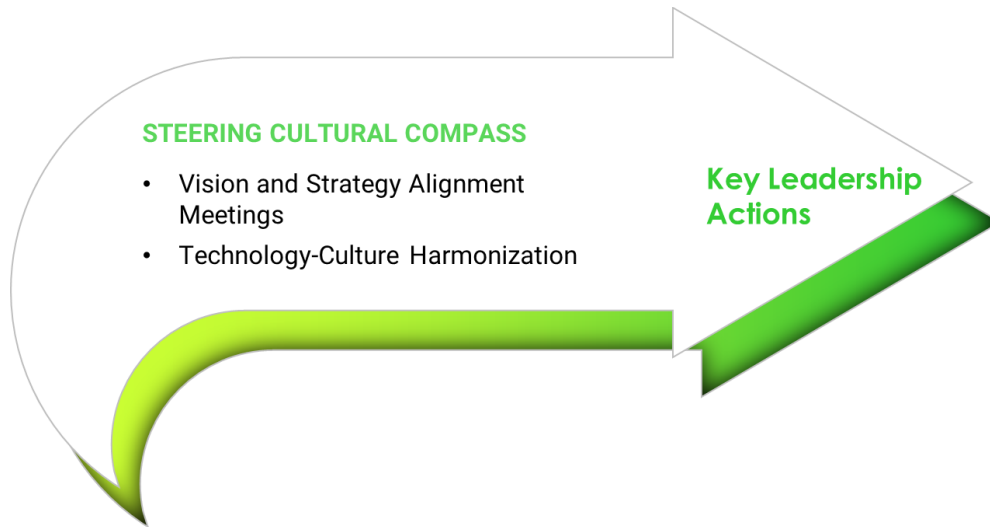 STEERING CULTURAL COMPASS
• Vision and Strategy Alignment
Meetings
• Technology-Culture Harmonization
Key Leadership
Actions